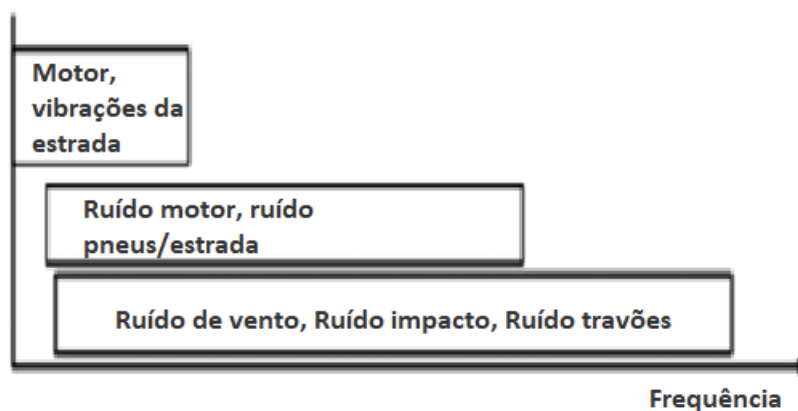 Motor,
vibrações da
estrada
Ruído motor, ruído
pneus/estrada
Ruído de vento, Ruído impacto, Ruído travões
Frequência